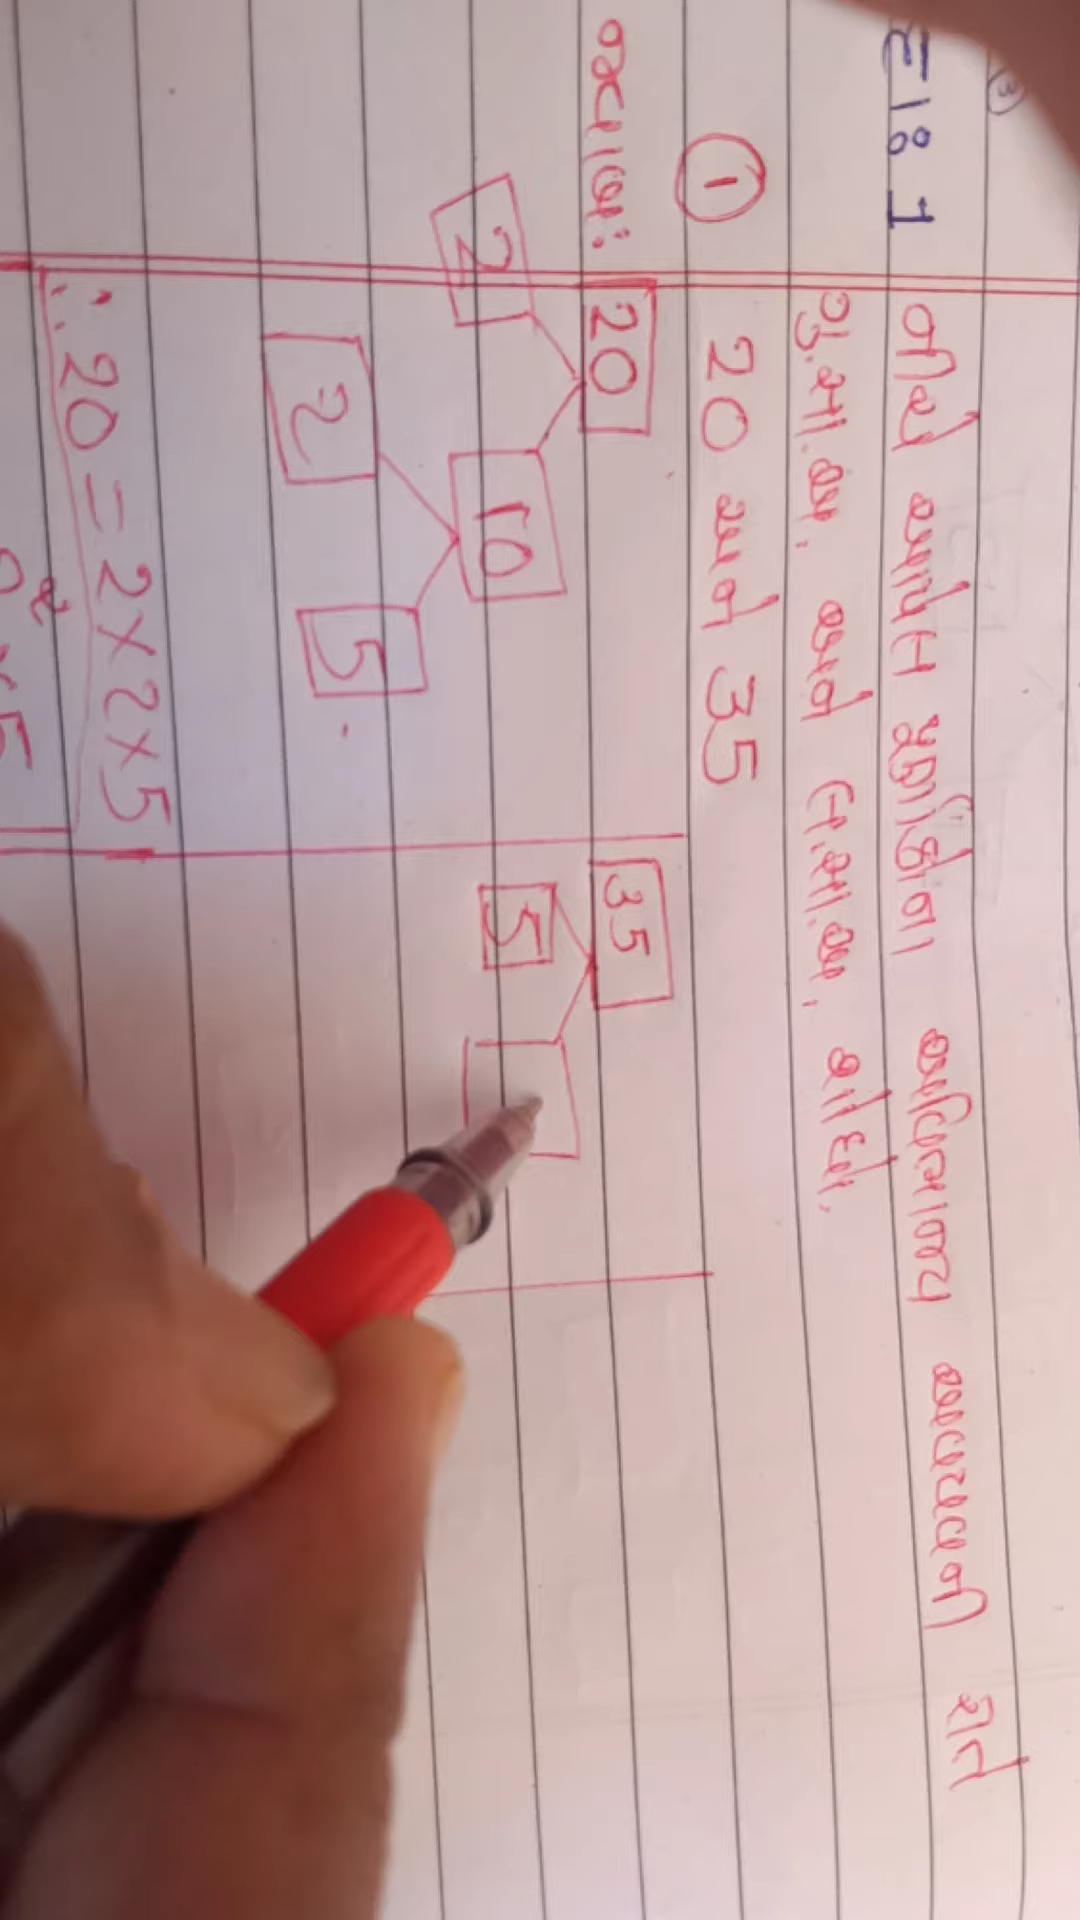 દાઃ 1 નીચે આપેલ પૂર્ણાંકોના અવિભાજ્ય અવયવની રીતે
ગુ.સા.અ. અને લ.સા.અ. શોધો.
① 20 અને 35
જવાબ:
20
2 10
2 5
∴ 20 = 2 × 2 × 5
35
5